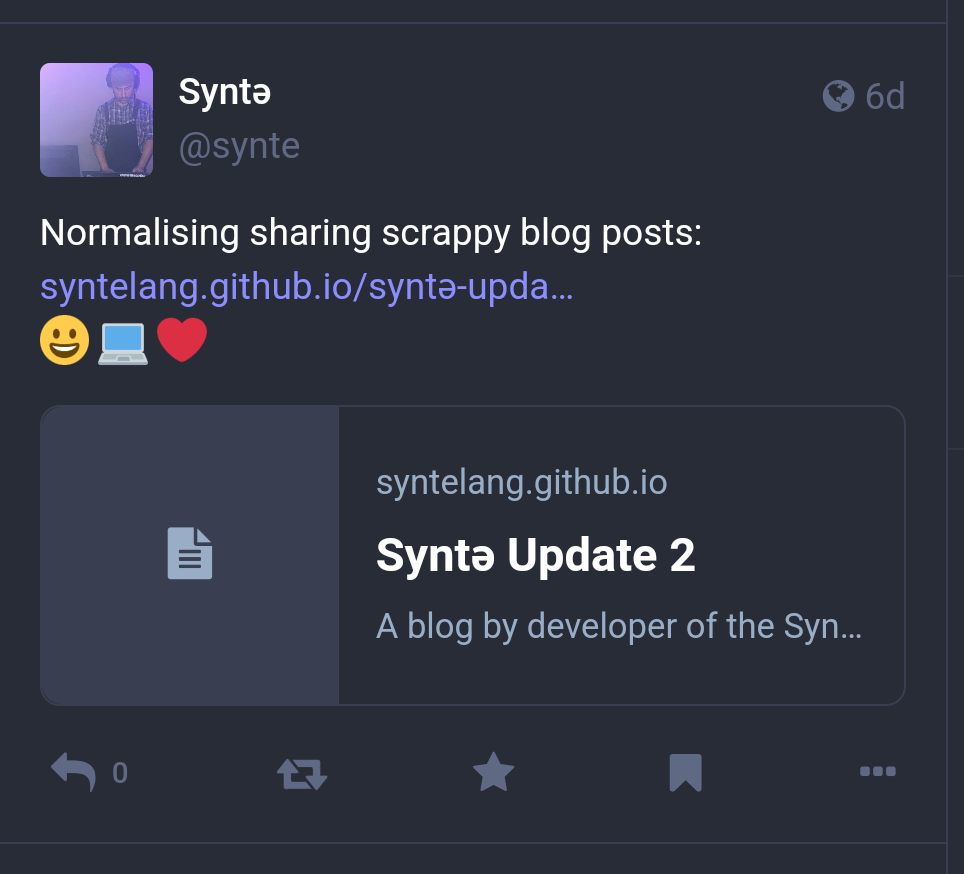 Syntə
6d
@synte
Normalising sharing scrappy blog posts:
syntelang.github.io/syntə-upda…
😃 💻 ❤️
syntelang.github.io
Syntə Update 2
A blog by developer of the Syn…
0